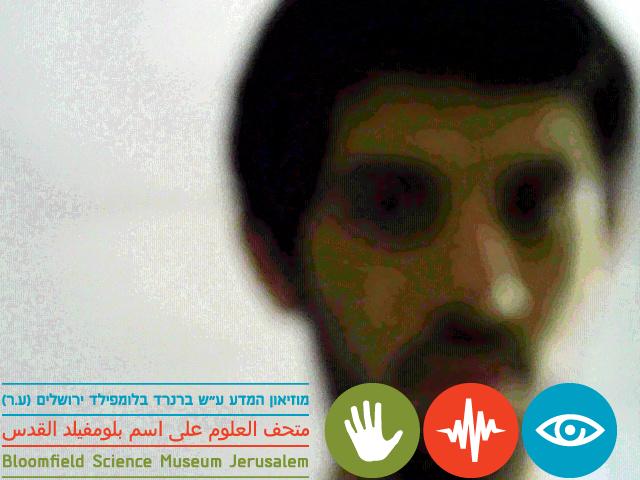 מוזיאון המדע ע״ש ברנרד בלומפילד ירושלים (ע.ר)
متحف العلوم على اسم بلومفيلد القدس
Bloomfield Science Museum Jerusalem